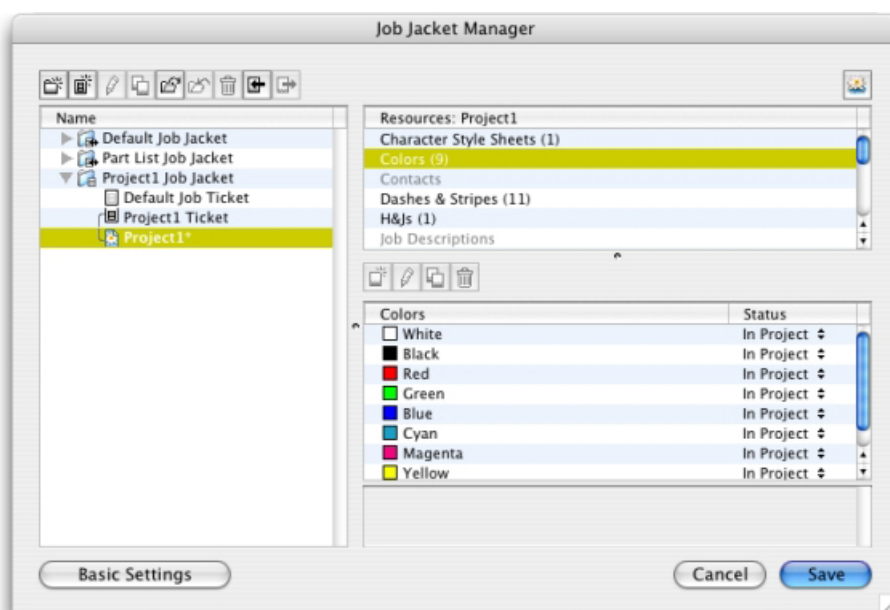 Job Jacket Manager
Name
Default Job Jacket
Part List Job Jacket
Project1 Job Jacket
Default Job Ticket
Project1 Ticket
Project1*
Resources: Project1
Character Style Sheets (1)
Colors (9)
Contacts
Dashes & Stripes (11)
H&Js (1)
Job Descriptions
Colors Status
White In Project
Black In Project
Red In Project
Green In Project
Blue In Project
Cyan In Project
Magenta In Project
Yellow In Project
Basic Settings
Cancel Save